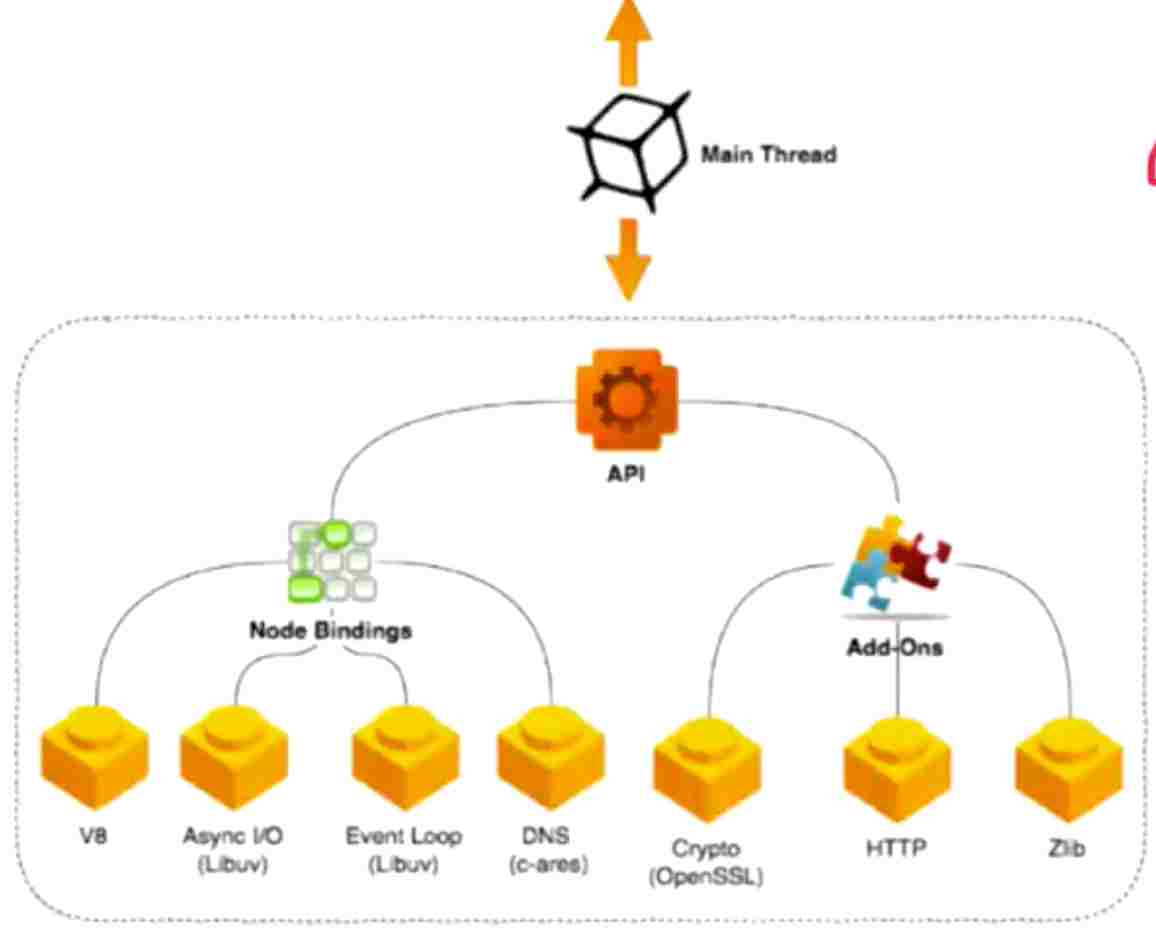 Main Thread
API
Node Bindings
Add-Ons
V8
Async I/O
(Libuv)
Event Loop
(Libuv)
DNS
(c-ares)
Crypto
(OpenSSL)
HTTP
Zlib